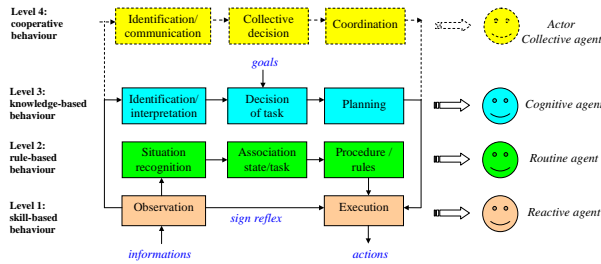 Level 4:
cooperative
behaviour
Identification/
communication
Collective
decision
Coordination
Actor
Collective agent
goals
Level 3:
knowledge-based
behaviour
Identification/
interpretation
Decision
of task
Planning
Cognitive agent
Level 2:
rule-based
behaviour
Situation
recognition
Association
state/task
Procedure /
rules
Routine agent
Level 1:
skill-based
behaviour
Observation
sign reflex
Execution
Reactive agent
informations
actions